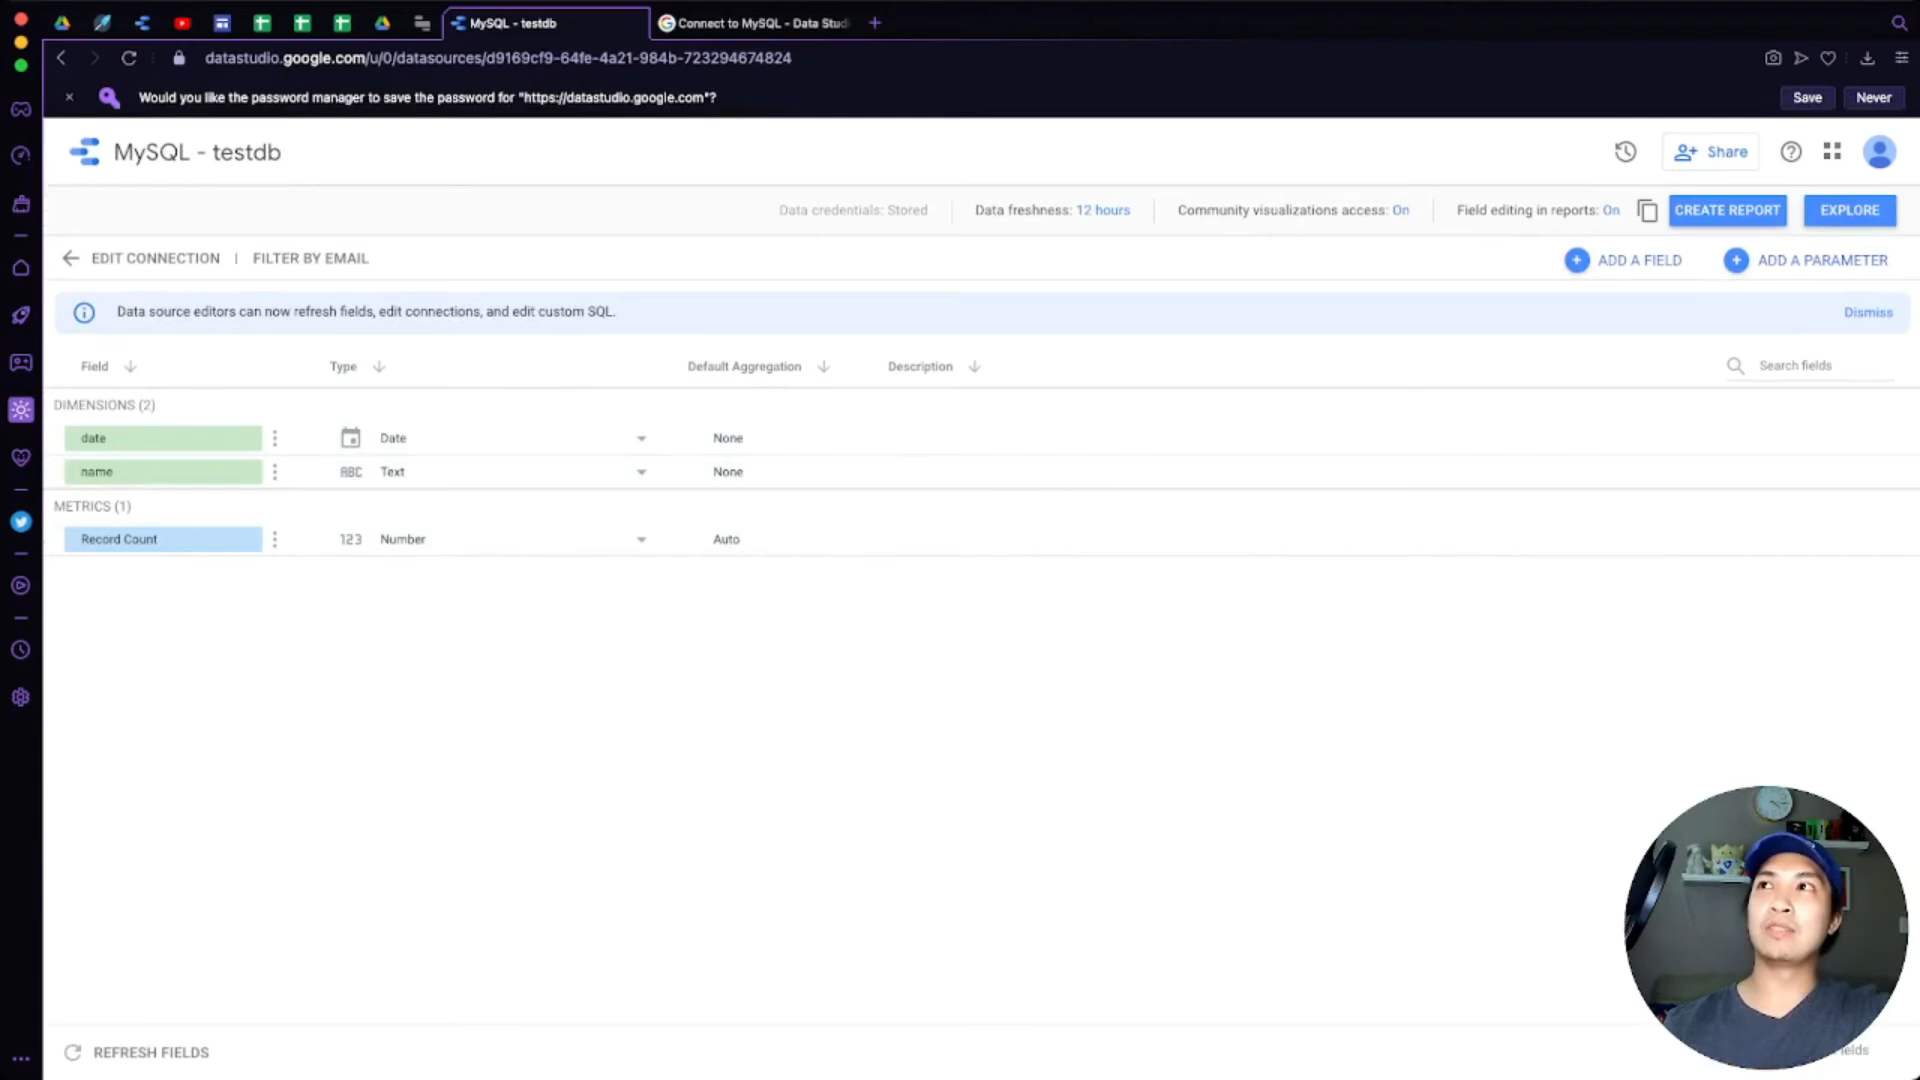 MySQL - testdb
Connect to MySQL - Data Studi
datastudio.google.com/u/0/datasources/d9169cf9-64fe-4a21-984b-723294674824
Would you like the password manager to save the password for "https://datastudio.google.com"?
Save
Never
MySQL - testdb
Share
Data credentials: Stored
Data freshness: 12 hours
Community visualizations access: On
Field editing in reports: On
CREATE REPORT
EXPLORE
EDIT CONNECTION | FILTER BY EMAIL
ADD A FIELD
ADD A PARAMETER
Data source editors can now refresh fields, edit connections, and edit custom SQL.
Dismiss
Field
Type
Default Aggregation
Description
Search fields
DIMENSIONS (2)
date
Date
None
name
ABC
Text
None
METRICS (1)
Record Count
123
Number
Auto
REFRESH FIELDS